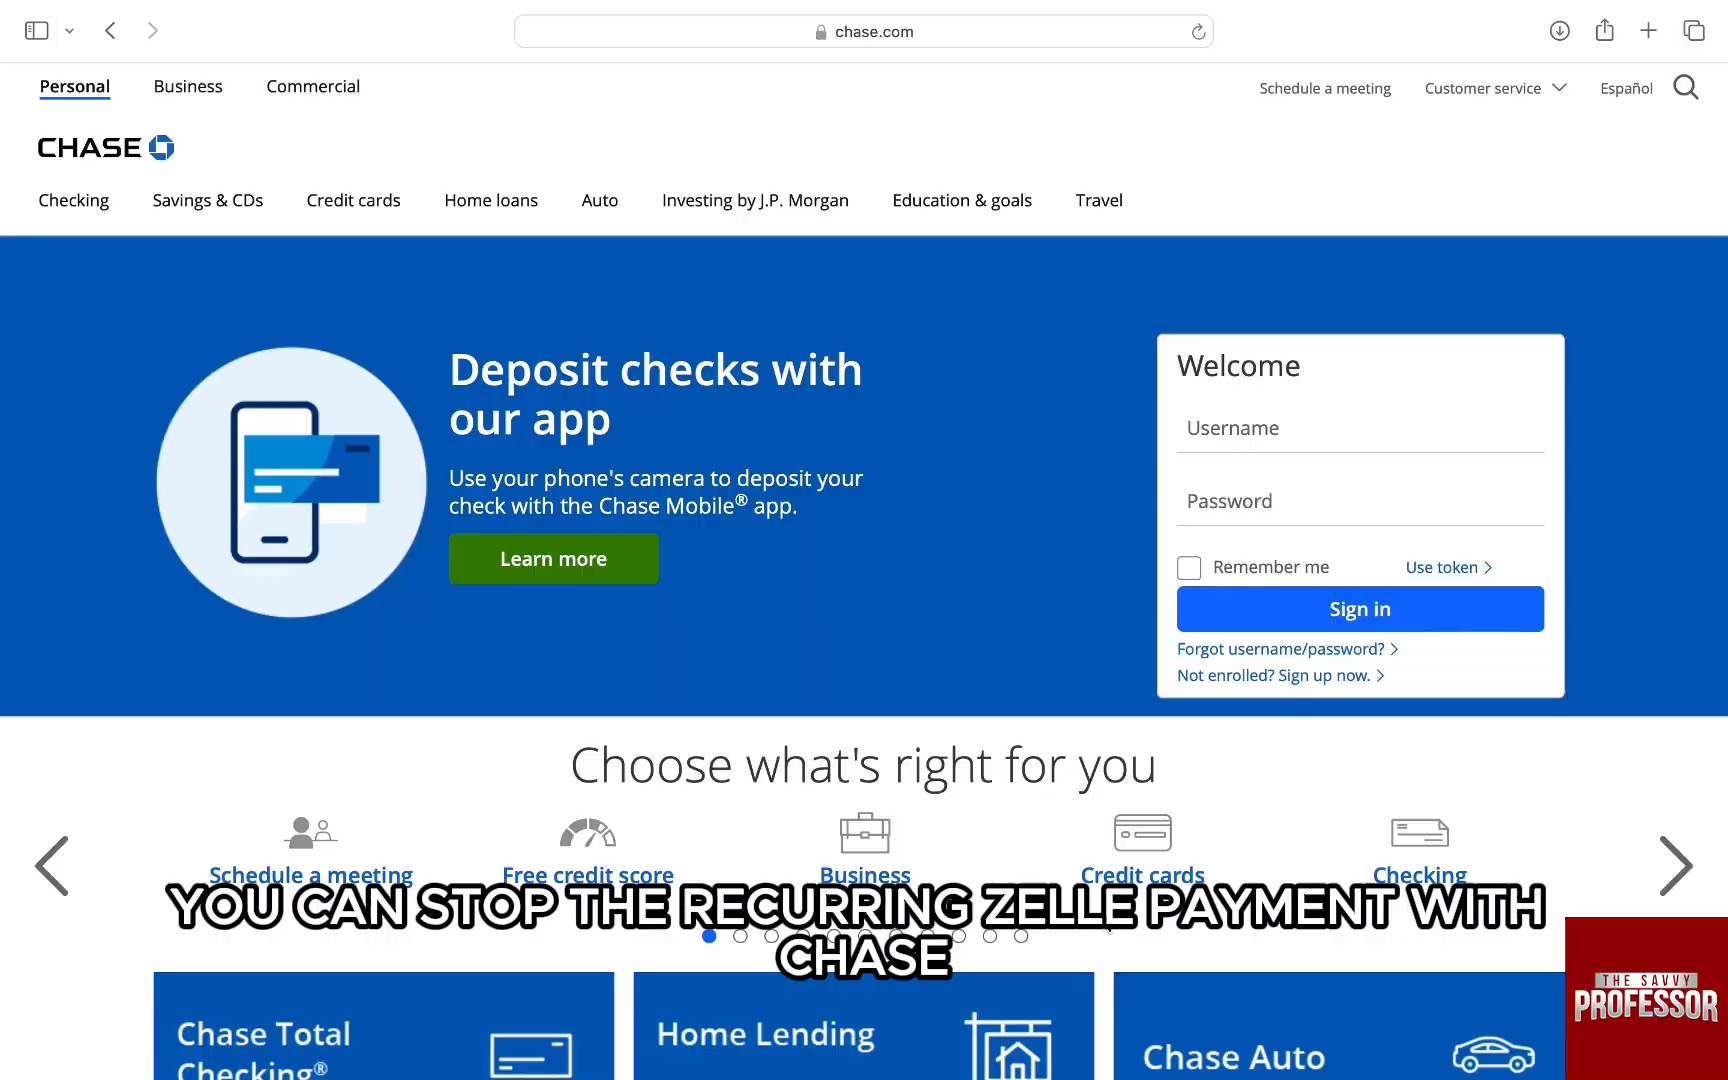 chase.com
Personal
Business
Commercial
Schedule a meeting
Customer service
Español
CHASE
Checking
Savings & CDs
Credit cards
Home loans
Auto
Investing by J.P. Morgan
Education & goals
Travel
Deposit checks with
our app
Use your phone's camera to deposit your
check with the Chase Mobile® app.
Learn more
Welcome
Username
Password
Remember me
Use token
Sign in
Forgot username/password?
Not enrolled? Sign up now.
Choose what's right for you
Schedule a meeting
Free credit score
Business
Credit cards
Checking
YOU CAN STOP THE RECURRING ZELLE PAYMENT WITH
CHASE
Chase Total
Checking®
Home Lending
Chase Auto
THE SAVVY
PROFESSOR